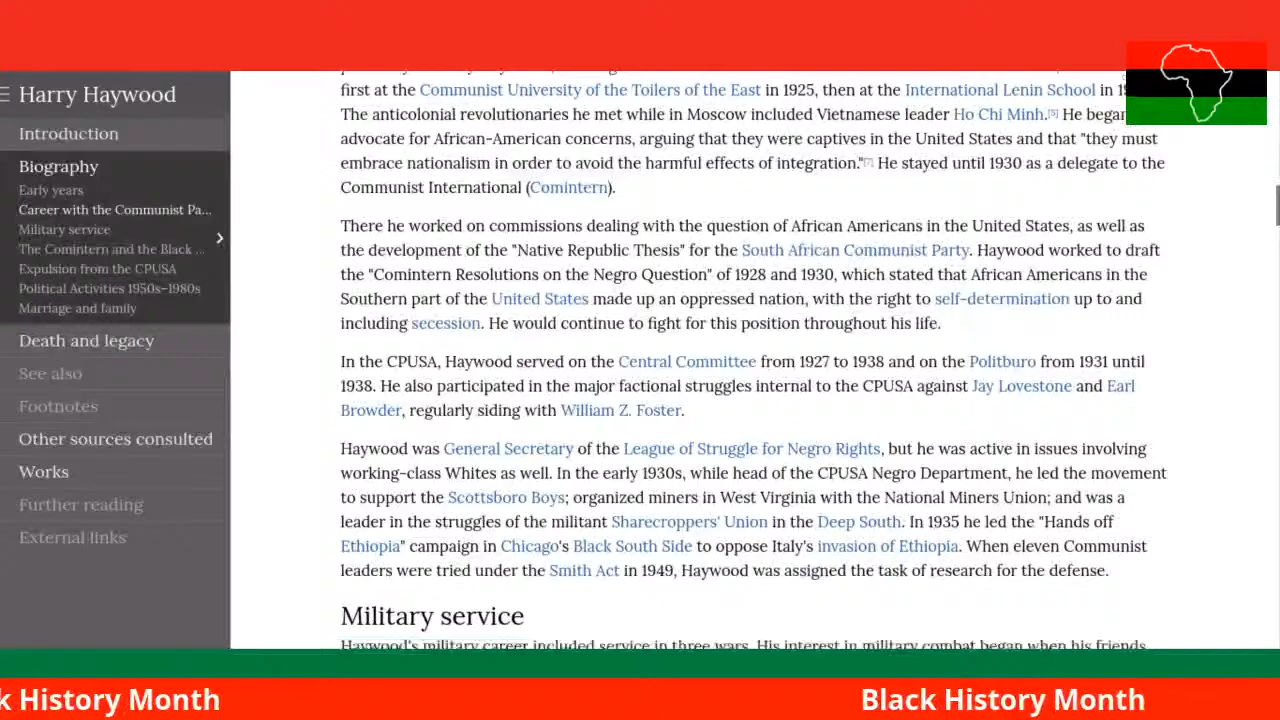 Harry Haywood
Introduction
Biography
Early years
Career with the Communist Pa...
Military service
The Comintern and the Black ...
Expulsion from the CPUSA
Political Activities 1950s–1980s
Marriage and family
Death and legacy
See also
Footnotes
Other sources consulted
Works
Further reading
External links
first at the Communist University of the Toilers of the East in 1925, then at the International Lenin School in
The anticolonial revolutionaries he met while in Moscow included Vietnamese leader Ho Chi Minh.[5] He began
advocate for African-American concerns, arguing that they were captives in the United States and that "they must
embrace nationalism in order to avoid the harmful effects of integration."[7] He stayed until 1930 as a delegate to the
Communist International (Comintern).
There he worked on commissions dealing with the question of African Americans in the United States, as well as
the development of the "Native Republic Thesis" for the South African Communist Party. Haywood worked to draft
the "Comintern Resolutions on the Negro Question" of 1928 and 1930, which stated that African Americans in the
Southern part of the United States made up an oppressed nation, with the right to self-determination up to and
including secession. He would continue to fight for this position throughout his life.
In the CPUSA, Haywood served on the Central Committee from 1927 to 1938 and on the Politburo from 1931 until
1938. He also participated in the major factional struggles internal to the CPUSA against Jay Lovestone and Earl
Browder, regularly siding with William Z. Foster.
Haywood was General Secretary of the League of Struggle for Negro Rights, but he was active in issues involving
working-class Whites as well. In the early 1930s, while head of the CPUSA Negro Department, he led the movement
to support the Scottsboro Boys; organized miners in West Virginia with the National Miners Union; and was a
leader in the struggles of the militant Sharecroppers' Union in the Deep South. In 1935 he led the "Hands off
Ethiopia" campaign in Chicago's Black South Side to oppose Italy's invasion of Ethiopia. When eleven Communist
leaders were tried under the Smith Act in 1949, Haywood was assigned the task of research for the defense.
Military service
Haywood's military career included service in three wars. His interest in military combat began when his friends,
k History Month
Black History Month